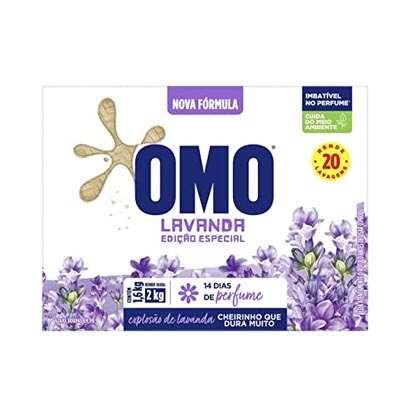 NOVA FÓRMULA
IMBATÍVEL
NO PERFUME*
CUIDA
DO MEIO
AMBIENTE
RENDE
20
LAVAGENS
OMO
LAVANDA
EDIÇÃO ESPECIAL
CONTÉM
1,6kg
2kg
14 DIAS
DE perfume
explosão de lavanda
CHEIRINHO QUE
DURA MUITO